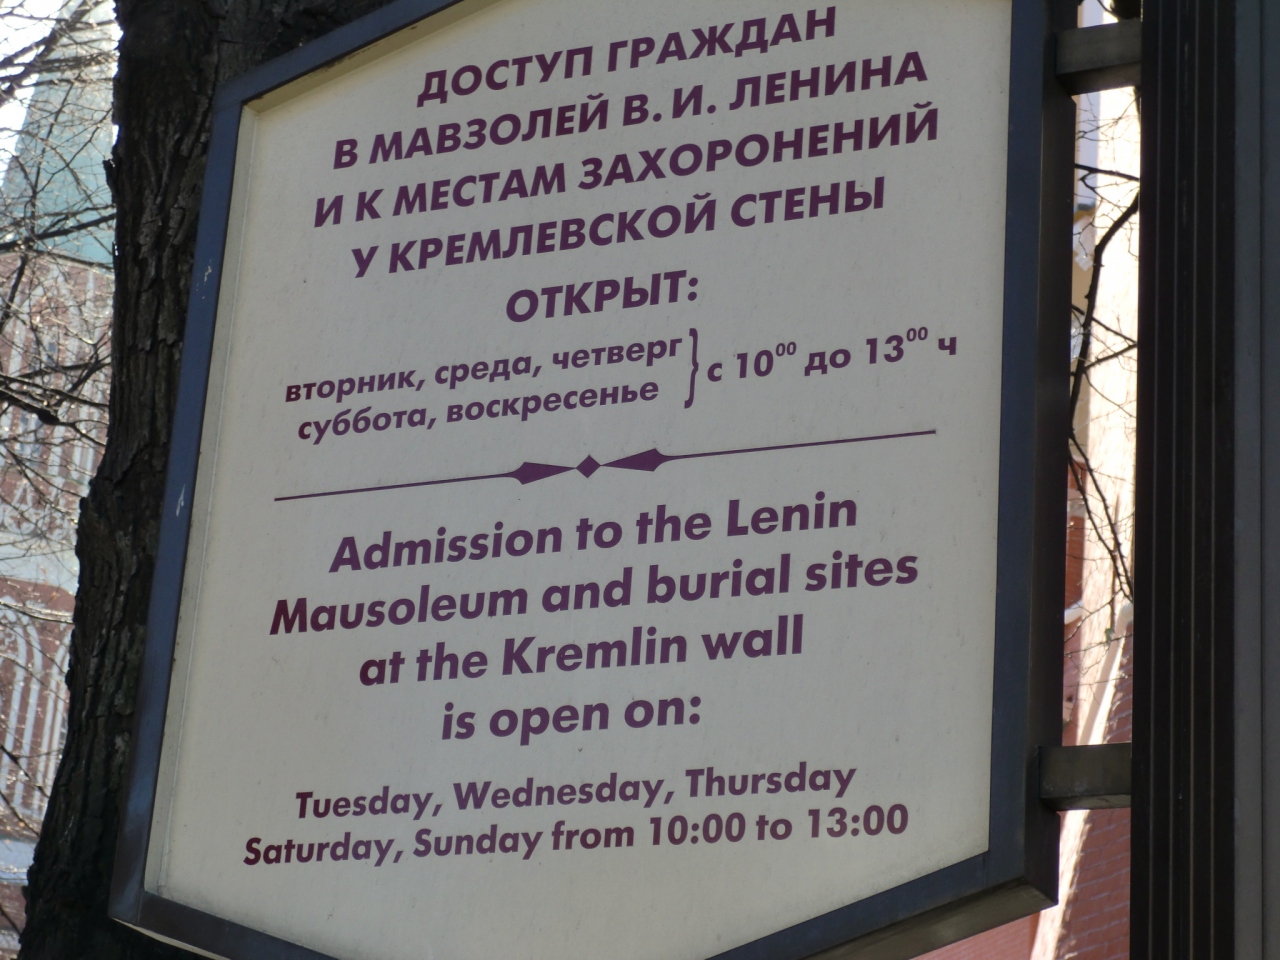 ДОСТУП ГРАЖДАН
В МАВЗОЛЕЙ В. И. ЛЕНИНА
И К МЕСТАМ ЗАХОРОНЕНИЙ
У КРЕМЛЕВСКОЙ СТЕНЫ
ОТКРЫТ:
вторник, среда, четверг
суббота, воскресенье } с 10⁰⁰ до 13⁰⁰ ч
Admission to the Lenin
Mausoleum and burial sites
at the Kremlin wall
is open on:
Tuesday, Wednesday, Thursday
Saturday, Sunday from 10:00 to 13:00